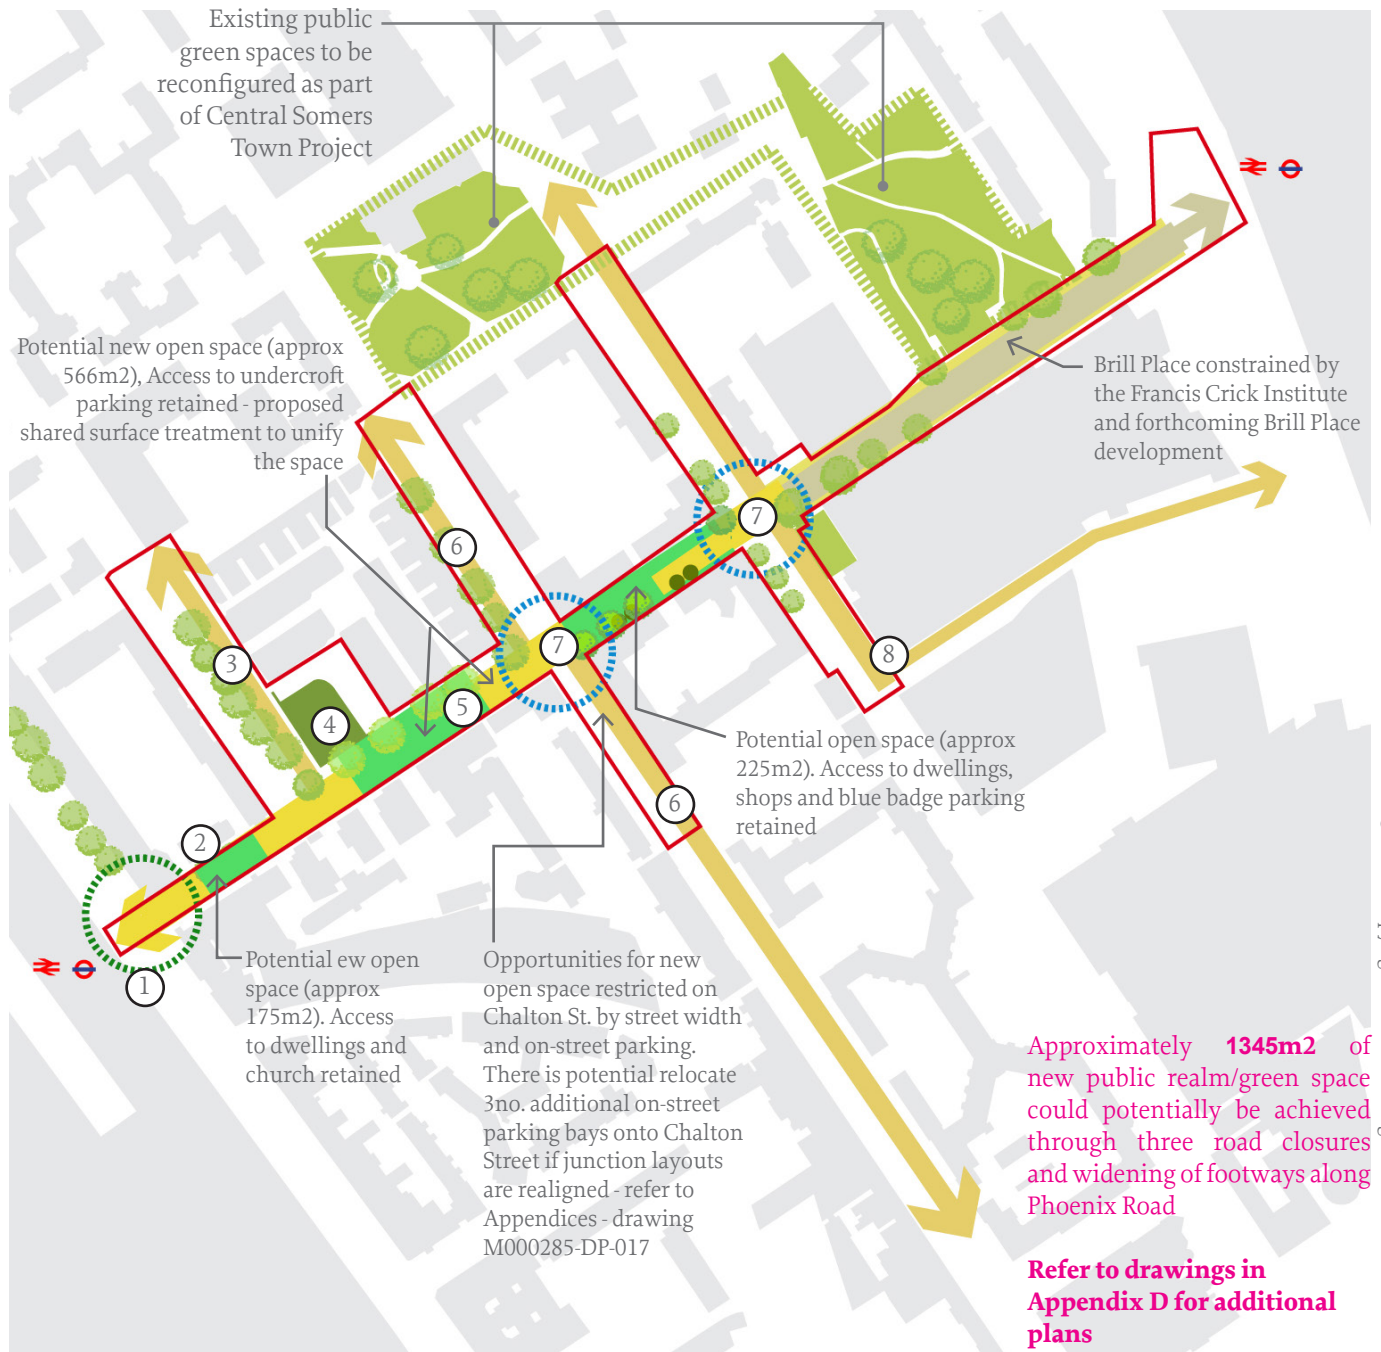 Existing public
green spaces to be
reconfigured as part
of Central Somers
Town Project
Potential new open space (approx
566m2), Access to undercroft
parking retained - proposed
shared surface treatment to unify
the space
Brill Place constrained by
the Francis Crick Institute
and forthcoming Brill Place
development
7
6
3
7
8
5
4
Potential open space (approx
225m2). Access to dwellings,
shops and blue badge parking
retained
6
2
1
Potential ew open
space (approx
175m2). Access
to dwellings and
church retained
Opportunities for new
open space restricted on
Chalton St. by street width
and on-street parking.
There is potential relocate
3no. additional on-street
parking bays onto Chalton
Street if junction layouts
are realigned - refer to
Appendices - drawing
M000285-DP-017
Approximately 1345m2 of
new public realm/green space
could potentially be achieved
through three road closures
and widening of footways along
Phoenix Road
Refer to drawings in
Appendix D for additional
plans